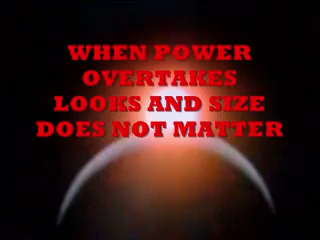 WHEN POWER
OVERTAKES
LOOKS AND SIZE
DOES NOT MATTER